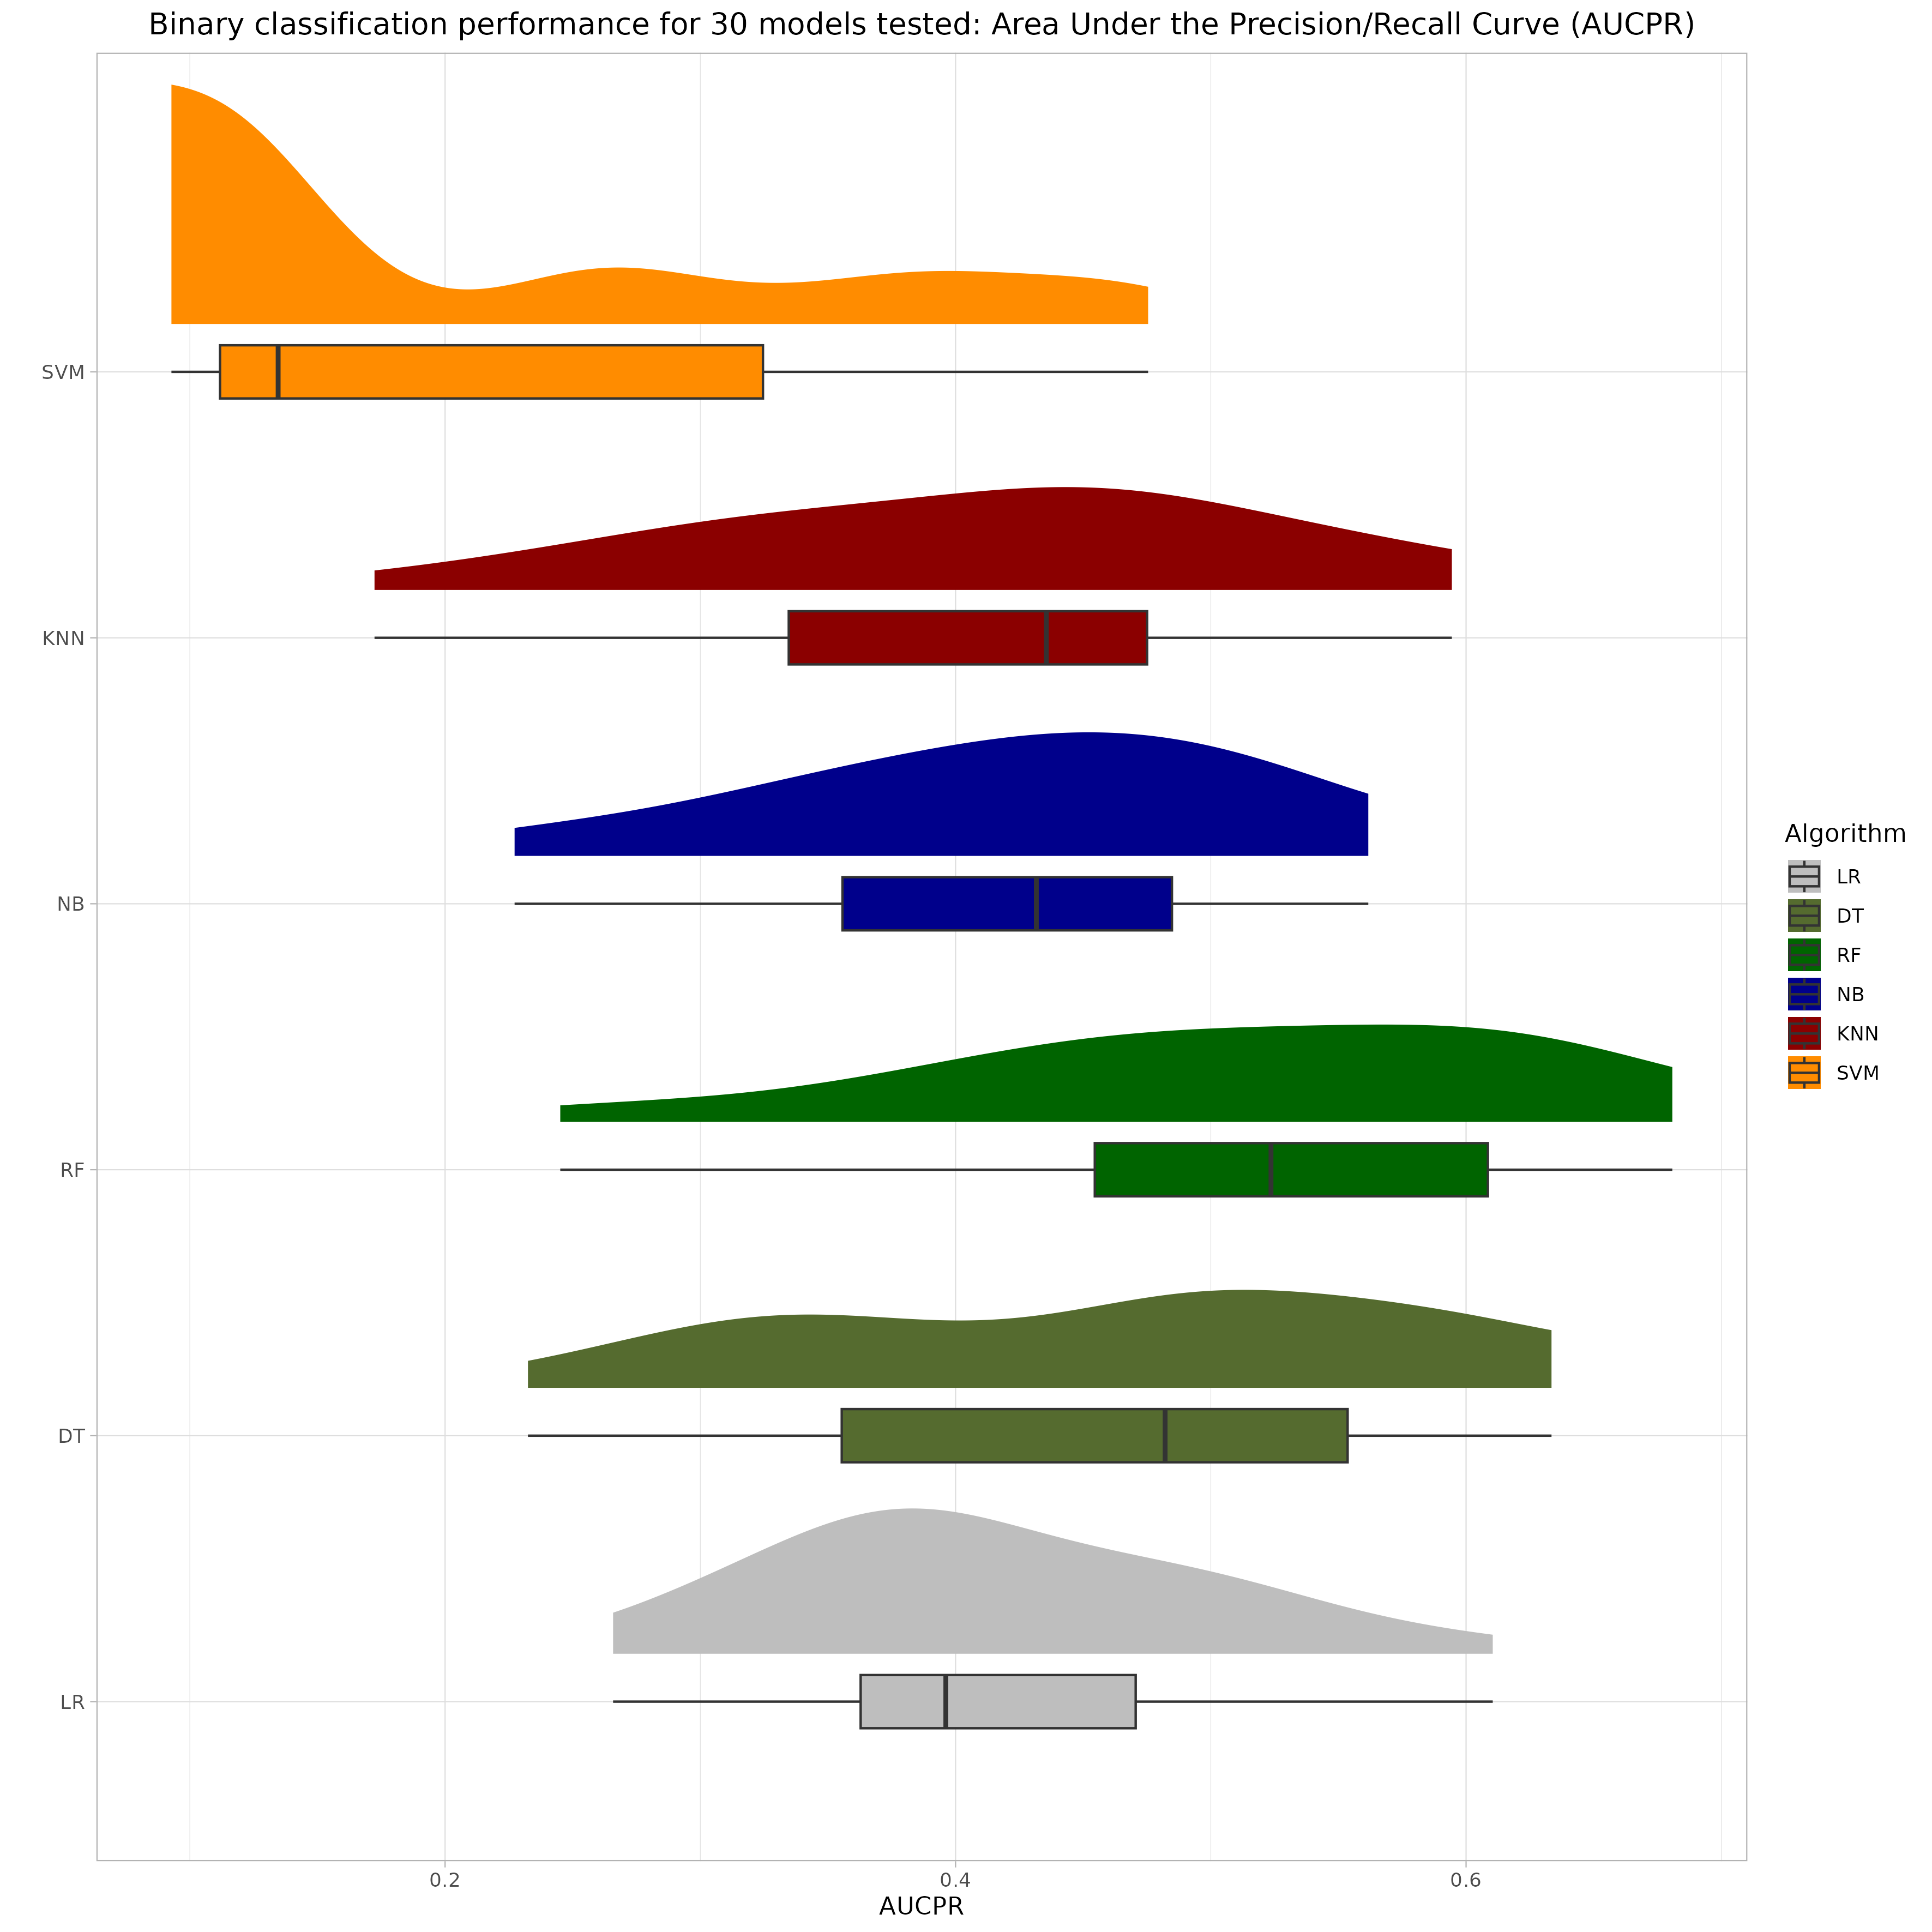 Binary classification performance for 30 models tested: Area Under the Precision/Recall Curve (AUCPR)
SVM
KNN
NB
RF
DT
LR
0.2
0.4
0.6
AUCPR
Algorithm
LR
DT
RF
NB
KNN
SVM